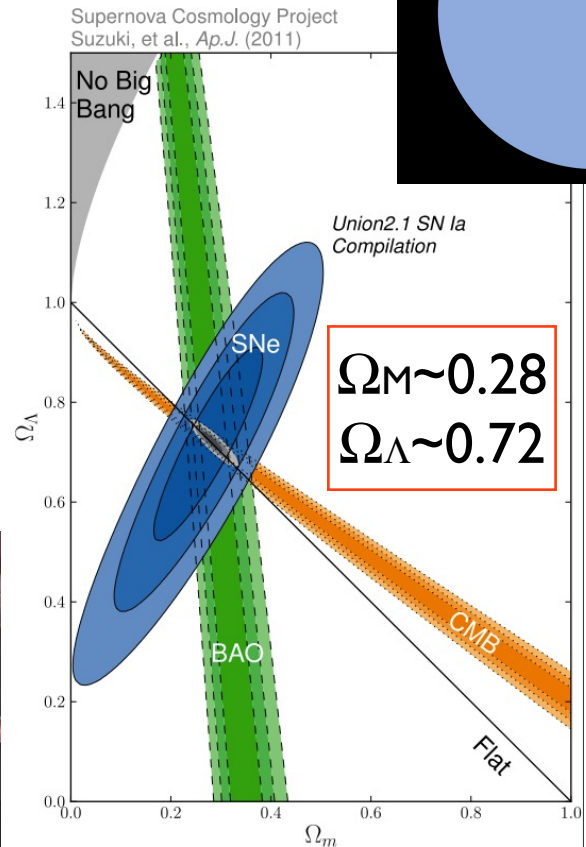 Supernova Cosmology Project
Suzuki, et al., Ap.J. (2011)
No Big
Bang
Union2.1 SN Ia
Compilation
SNe
ΩM~0.28
ΩΛ~0.72
BAO
CMB
Flat
1.4
1.2
1.0
0.8
0.6
0.4
0.2
0.0
ΩΛ
0.0 0.2 0.4 0.6 0.8 1.0
Ωm